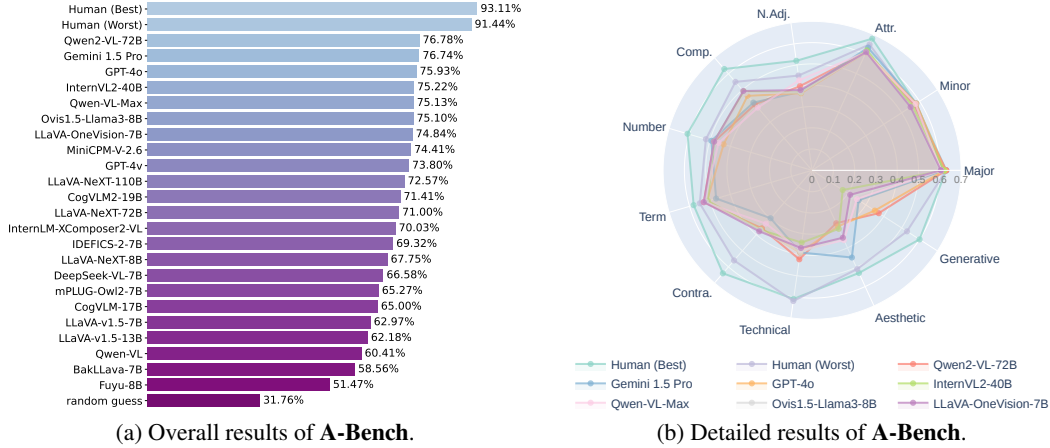 Human (Best) 93.11%
Human (Worst) 91.44%
Qwen2-VL-72B 76.78%
Gemini 1.5 Pro 76.74%
GPT-4o 75.93%
InternVL2-40B 75.22%
Qwen-VL-Max 75.13%
Ovis1.5-Llama3-8B 75.10%
LLaVA-OneVision-7B 74.84%
MiniCPM-V-2.6 74.41%
GPT-4v 73.80%
LLaVA-NeXT-110B 72.57%
CogVLM2-19B 71.41%
LLaVA-NeXT-72B 71.00%
InternLM-XComposer2-VL 70.03%
IDEFICS-2-7B 69.32%
LLaVA-NeXT-8B 67.75%
DeepSeek-VL-7B 66.58%
mPLUG-Owl2-7B 65.27%
CogVLM-17B 65.00%
LLaVA-v1.5-7B 62.97%
LLaVA-v1.5-13B 62.18%
Qwen-VL 60.41%
BakLLava-7B 58.56%
Fuyu-8B 51.47%
random guess 31.76%
(a) Overall results of A-Bench.
N.Adj.
Attr.
Comp.
Minor
Number
Major
0 0.1 0.2 0.3 0.4 0.5 0.6 0.7
Term
Generative
Contra.
Aesthetic
Technical
Human (Best) Human (Worst) Qwen2-VL-72B
Gemini 1.5 Pro GPT-4o InternVL2-40B
Qwen-VL-Max Ovis1.5-Llama3-8B LLaVA-OneVision-7B
(b) Detailed results of A-Bench.